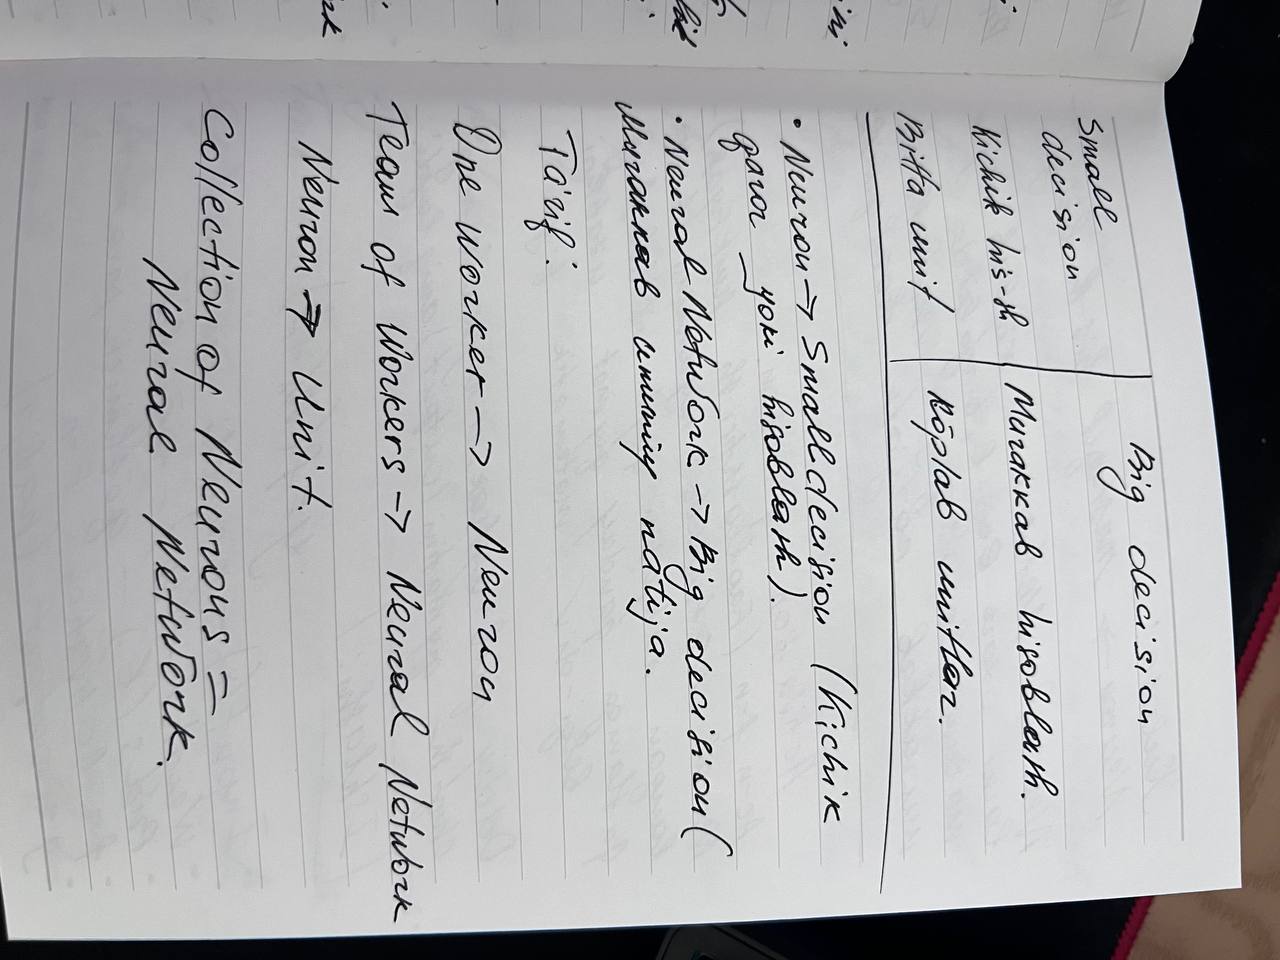 Small
decision
Big decision
Kichik his-sh
Murakkab hisoblash.
Bitta unit
Ko'plab unitlar.
• Neuron → Small decision (Kichik
qaror yoki hisoblash).
• Neural Network → Big decision (
Murakkab umumiy natija.
Ta'rif:
One worker → Neuron
Team of Workers → Neural Network
Neuron → Unit.
Collection of Neurons =
Neural Network.
ini